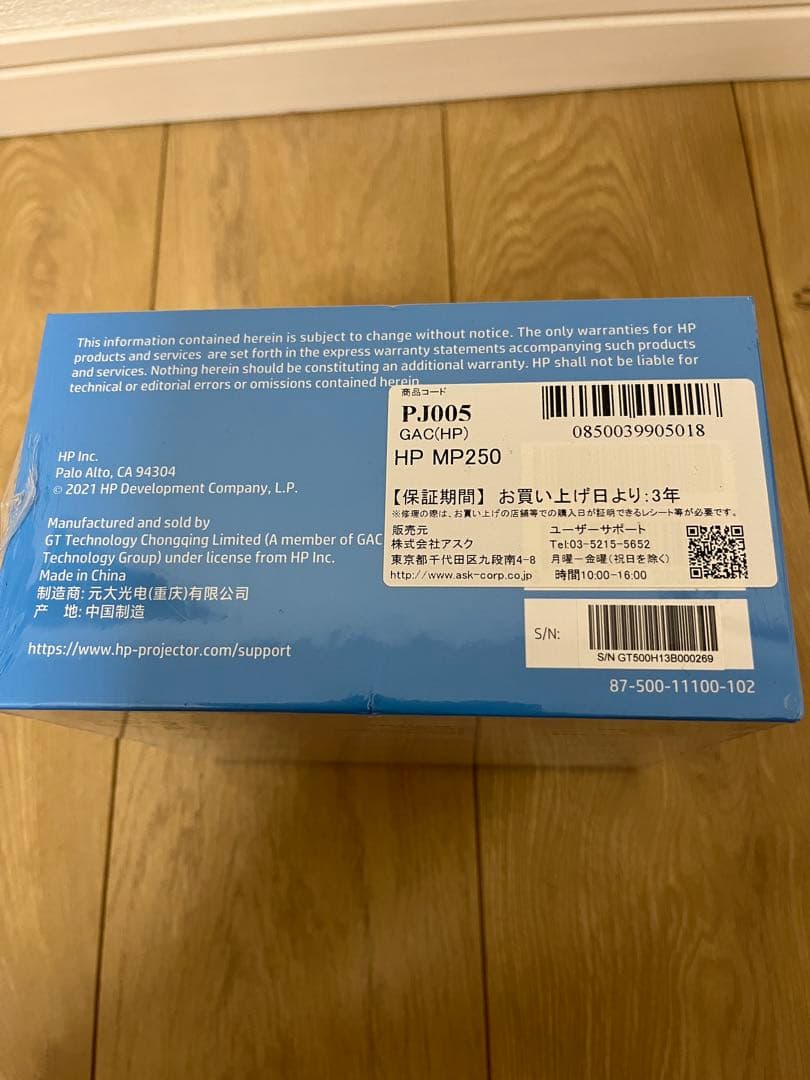 This information contained herein is subject to change without notice. The only warranties for HP
products and services are set forth in the express warranty statements accompanying such products
and services. Nothing herein should be constituting an additional warranty. HP shall not be liable for
technical or editorial errors or omissions contained herein
HP Inc.
Palo Alto, CA 94304
© 2021 HP Development Company, L.P.
Manufactured and sold by
GT Technology Chongqing Limited (A member of GAC
Technology Group) under license from HP Inc.
Made in China
制造商: 元大光电(重庆)有限公司
产 地: 中国制造
https://www.hp-projector.com/support
商品コード
PJ005
GAC(HP)
HP MP250
0850039905018
【保証期間】 お買い上げ日より:3年
※修理の際は、お買い上げの店舗等での購入日が証明できるレシート等が必要です。
販売元
株式会社アスク
東京都千代田区九段南4-8
http://www.ask-corp.co.jp
ユーザーサポート
Tel:03-5215-5652
月曜−金曜(祝日を除く)
時間10:00-16:00
S/N:
S/N GT500H13B000269
87-500-11100-102